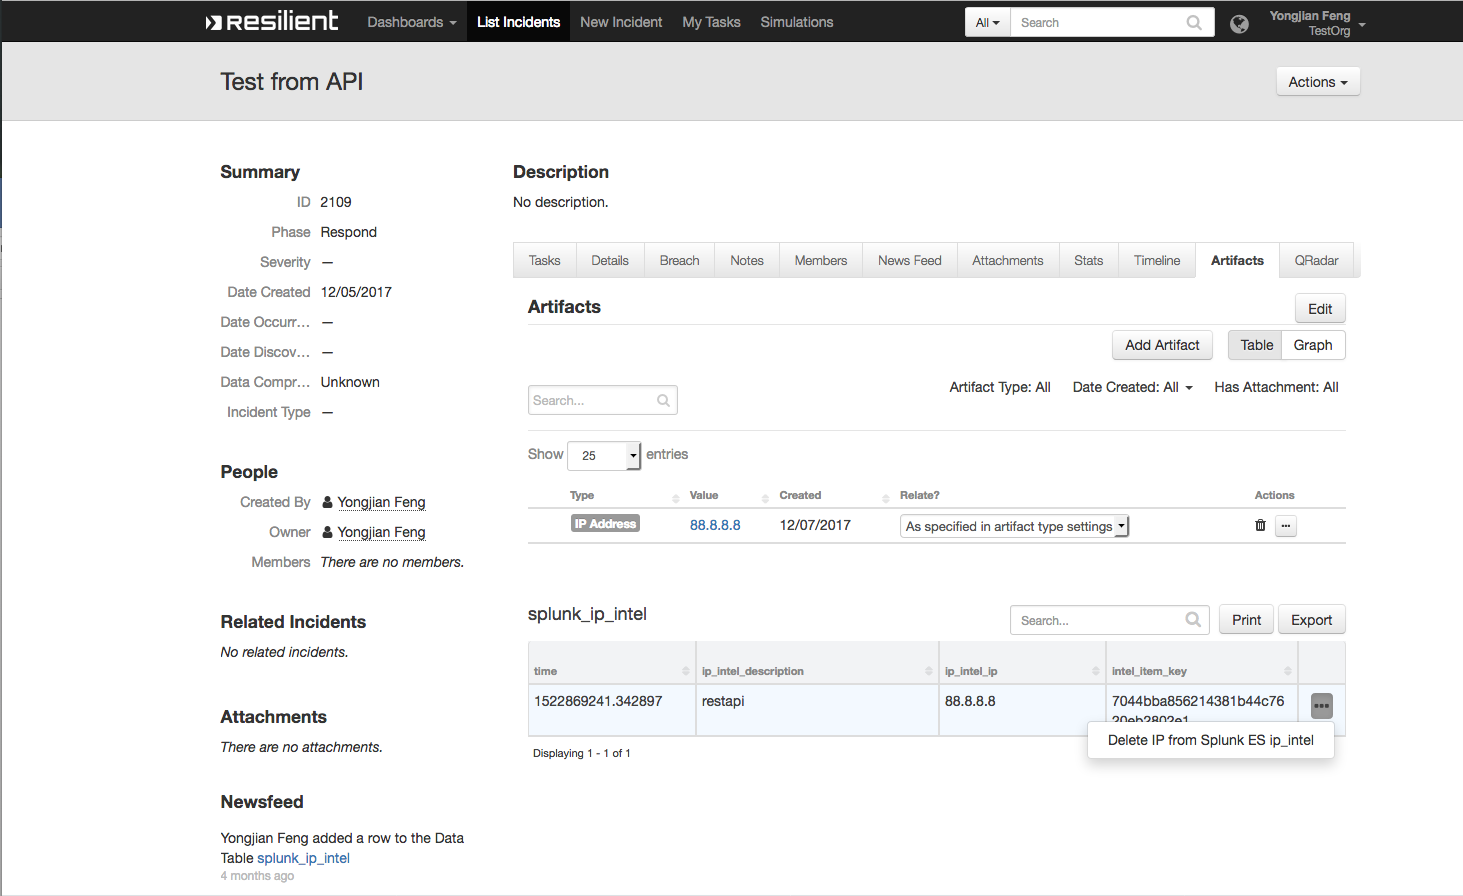 resilient Dashboards List Incidents New Incident My Tasks Simulations All Search Yongjian Feng
TestOrg
Test from API Actions
Summary
ID 2109
Phase Respond
Severity —
Date Created 12/05/2017
Date Occurr... —
Date Discov... —
Data Compr... Unknown
Incident Type —
People
Created By Yongjian Feng
Owner Yongjian Feng
Members There are no members.
Related Incidents
No related incidents.
Attachments
There are no attachments.
Newsfeed
Yongjian Feng added a row to the Data
Table splunk_ip_intel
4 months ago
Description
No description.
Tasks Details Breach Notes Members News Feed Attachments Stats Timeline Artifacts QRadar
Artifacts Edit
Add Artifact Table Graph
Artifact Type: All Date Created: All Has Attachment: All
Search...
Show 25 entries
Type Value Created Relate? Actions
IP Address 88.8.8.8 12/07/2017 As specified in artifact type settings
splunk_ip_intel Search... Print Export
time ip_intel_description ip_intel_ip intel_item_key
1522869241.342897 restapi 88.8.8.8 7044bba856214381b44c76
20eb2802e1
Delete IP from Splunk ES ip_intel
Displaying 1 - 1 of 1